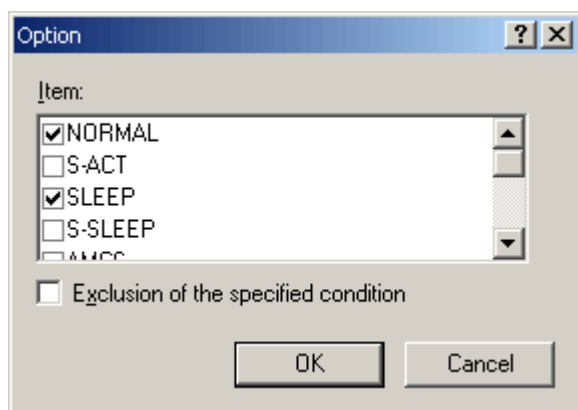 Option
Item:
NORMAL
S-ACT
SLEEP
S-SLEEP
Exclusion of the specified condition
OK Cancel